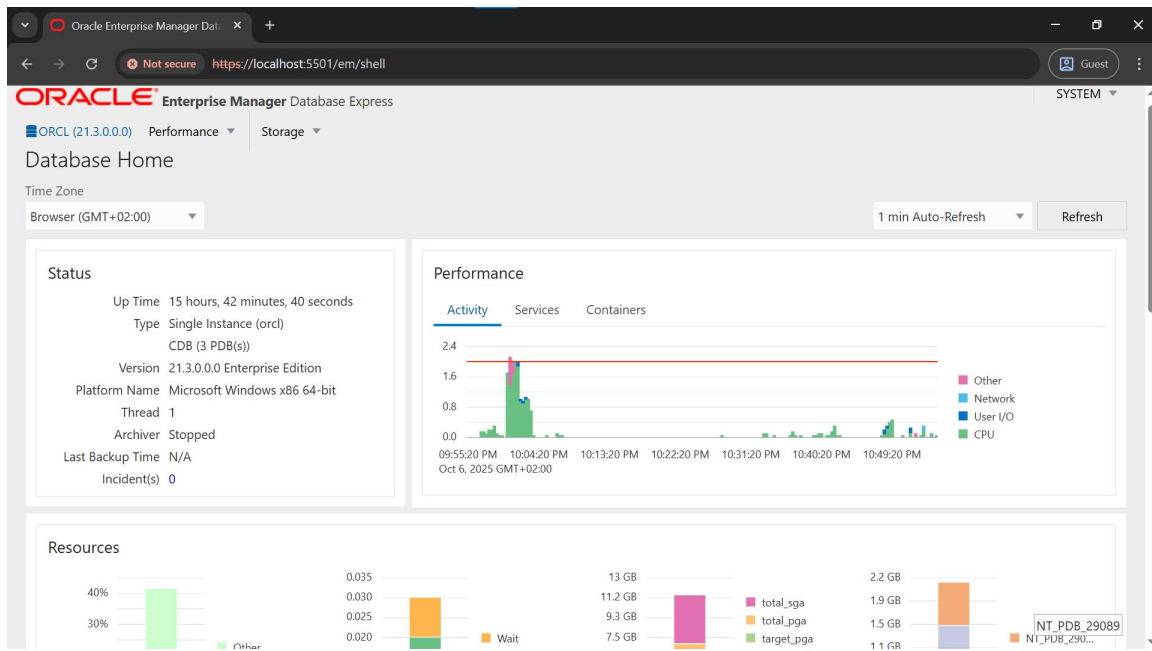 Oracle Enterprise Manager Data
Not secure https://localhost:5501/em/shell
Guest
ORACLE Enterprise Manager Database Express
SYSTEM
ORCL (21.3.0.0.0) Performance Storage
Database Home
Time Zone
Browser (GMT+02:00)
1 min Auto-Refresh Refresh
Status
Up Time 15 hours, 42 minutes, 40 seconds
Type Single Instance (orcl)
CDB (3 PDB(s))
Version 21.3.0.0.0 Enterprise Edition
Platform Name Microsoft Windows x86 64-bit
Thread 1
Archiver Stopped
Last Backup Time N/A
Incident(s) 0
Performance
Activity Services Containers
2.4
1.6
0.8
0.0
09:55:20 PM 10:04:20 PM 10:13:20 PM 10:22:20 PM 10:31:20 PM 10:40:20 PM 10:49:20 PM
Oct 6, 2025 GMT+02:00
Other
Network
User I/O
CPU
Resources
40%
30%
Other
0.035
0.030
0.025
0.020
Wait
13 GB
11.2 GB
9.3 GB
7.5 GB
total_sga
total_pga
target_pga
2.2 GB
1.9 GB
1.5 GB
1.1 GB
NT_PDB_29089
NT_PDB_290...